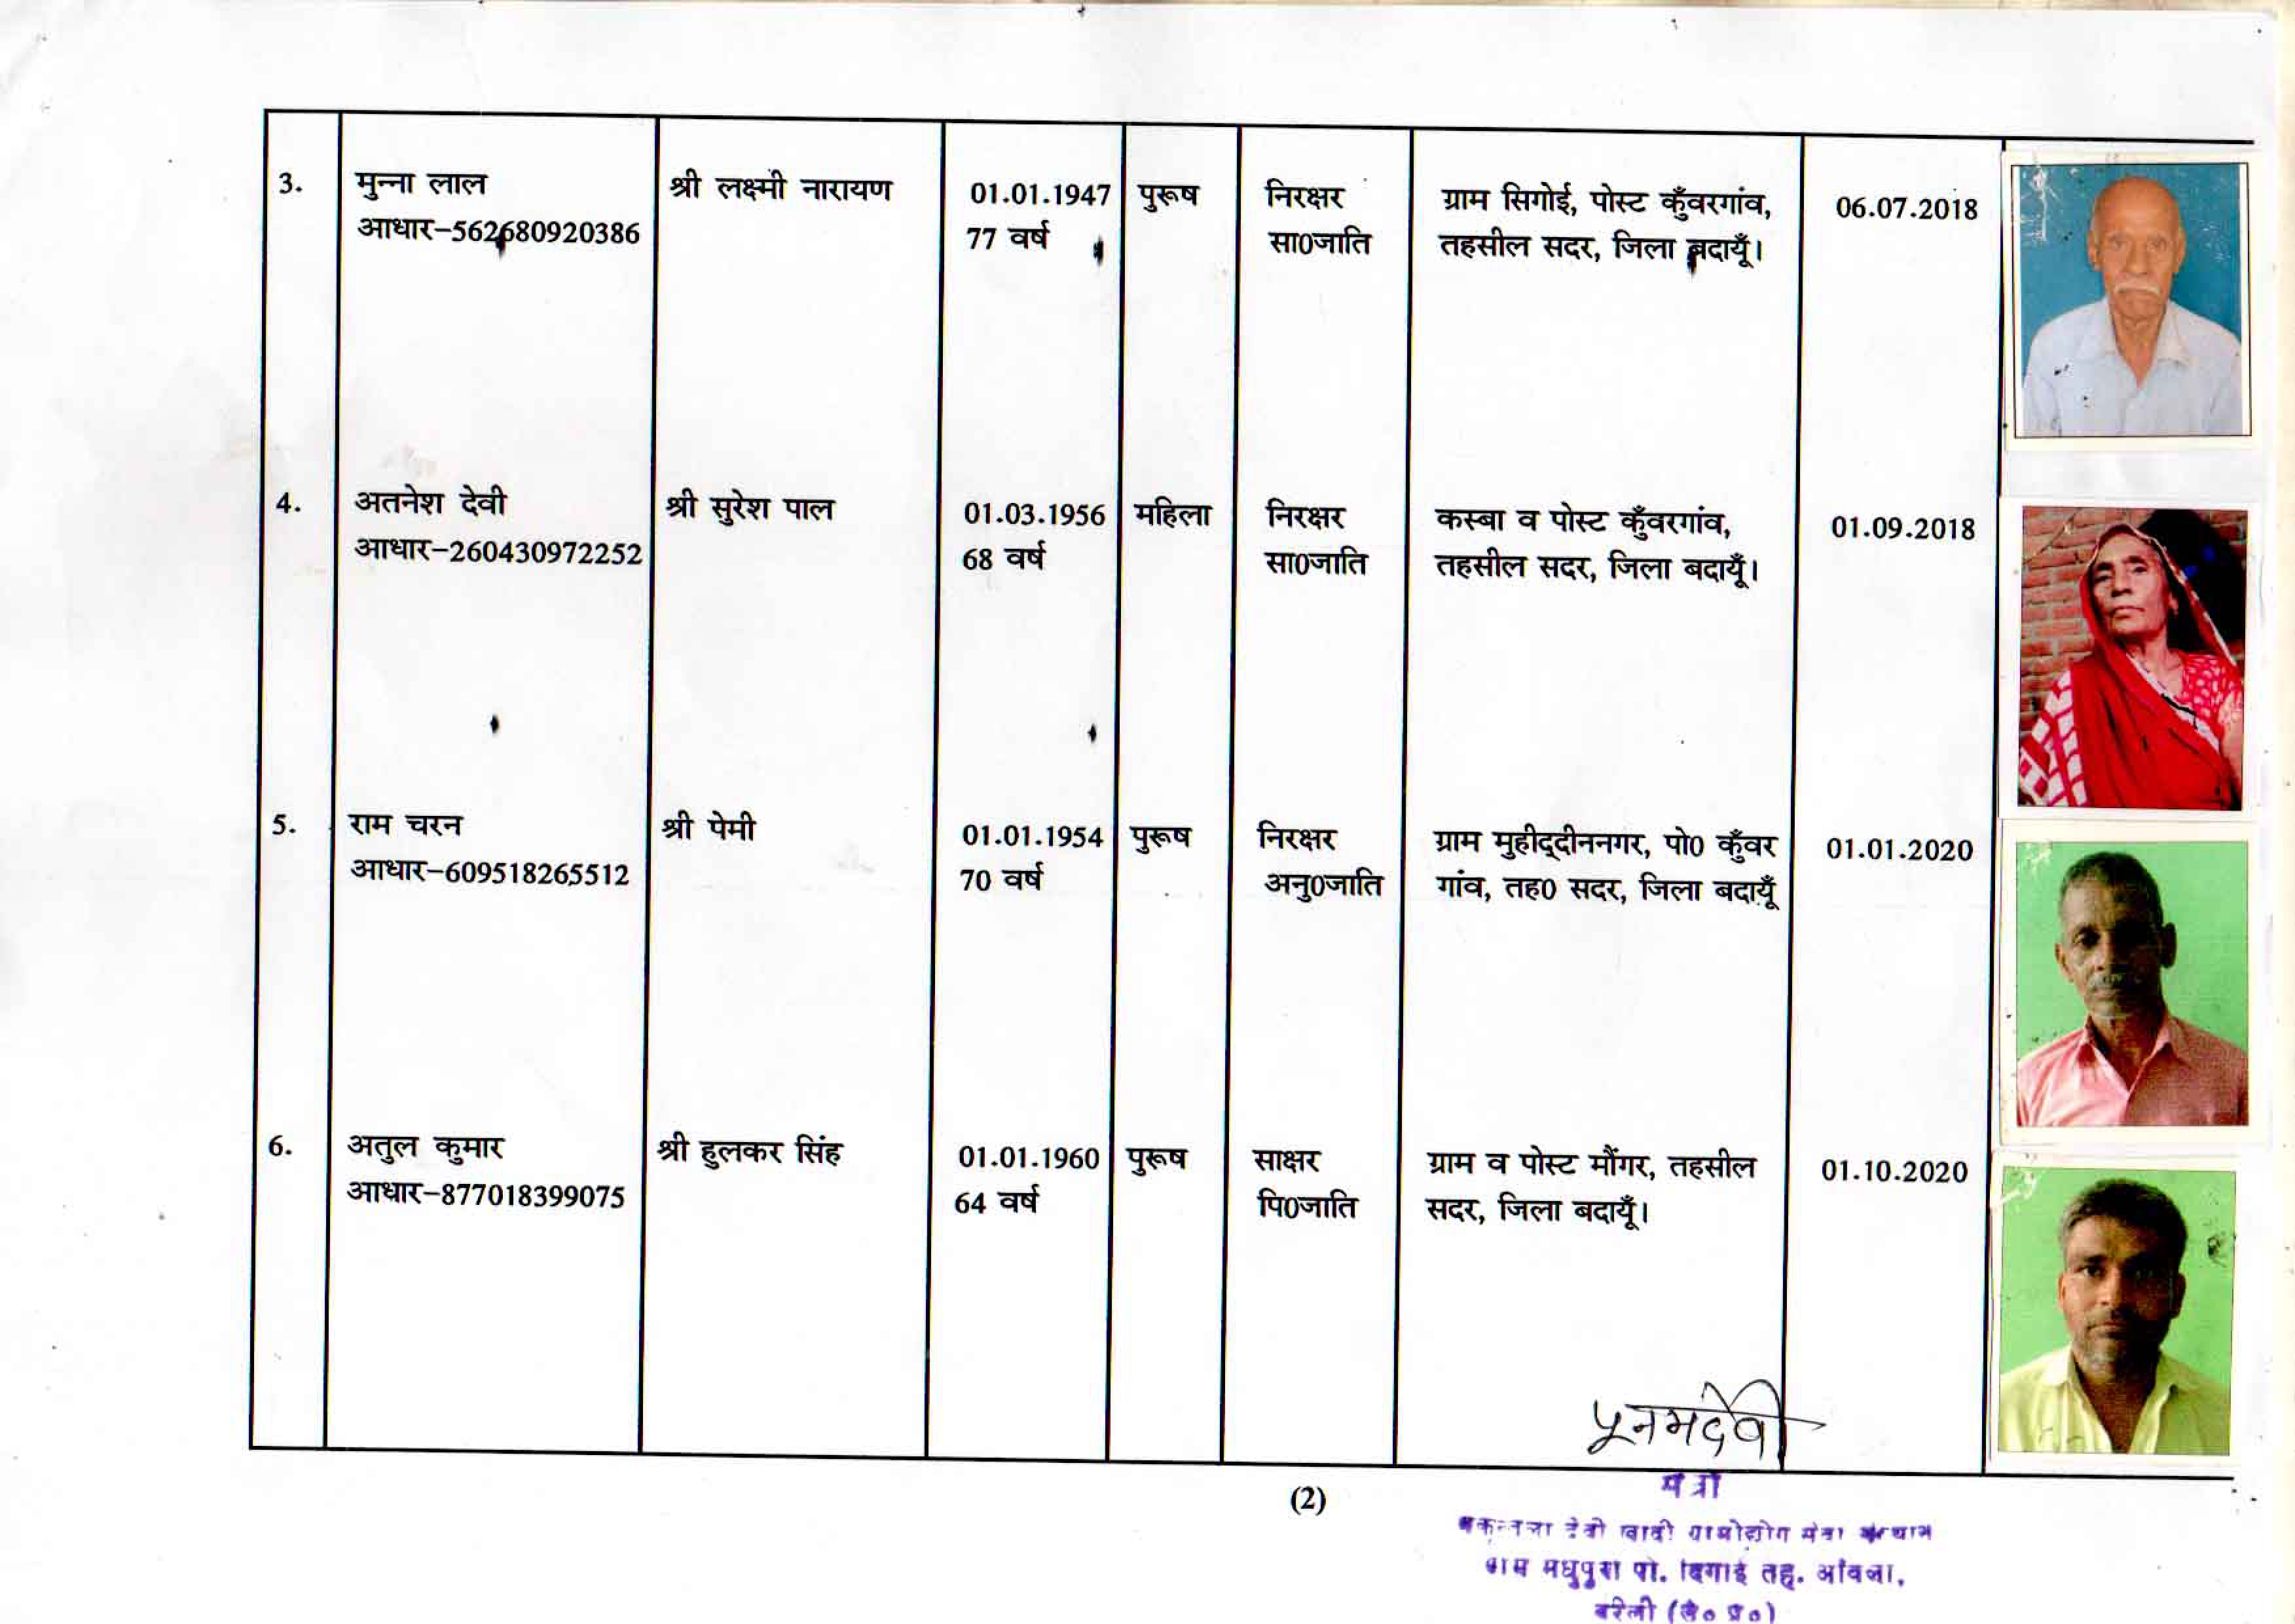 3. मुन्ना लाल श्री लक्ष्मी नारायण 01.01.1947 पुरूष निरक्षर ग्राम सिगोई, पोस्ट कुँवरगांव, 06.07.2018
आधार–562680920386 77 वर्ष सा0जाति तहसील सदर, जिला बदायूँ।
4. अतनेश देवी श्री सुरेश पाल 01.03.1956 महिला निरक्षर कस्बा व पोस्ट कुँवरगांव, 01.09.2018
आधार–260430972252 68 वर्ष सा0जाति तहसील सदर, जिला बदायूँ।
5. राम चरन श्री पेमी 01.01.1954 पुरूष निरक्षर ग्राम मुहीद्दीननगर, पो0 कुँवर 01.01.2020
आधार–609518265512 70 वर्ष अनु0जाति गांव, तह0 सदर, जिला बदायूँ
6. अतुल कुमार श्री हुलकर सिंह 01.01.1960 पुरूष साक्षर ग्राम व पोस्ट मौंगर, तहसील 01.10.2020
आधार–877018399075 64 वर्ष पि0जाति सदर, जिला बदायूँ।
पूनमदेवी
(2)
मंत्री
देवी खादी ग्रामोद्योग सेवा संस्थान
ग्राम मधुपुरा पो. तह. आंवला,
बरेली (उ० प्र०)